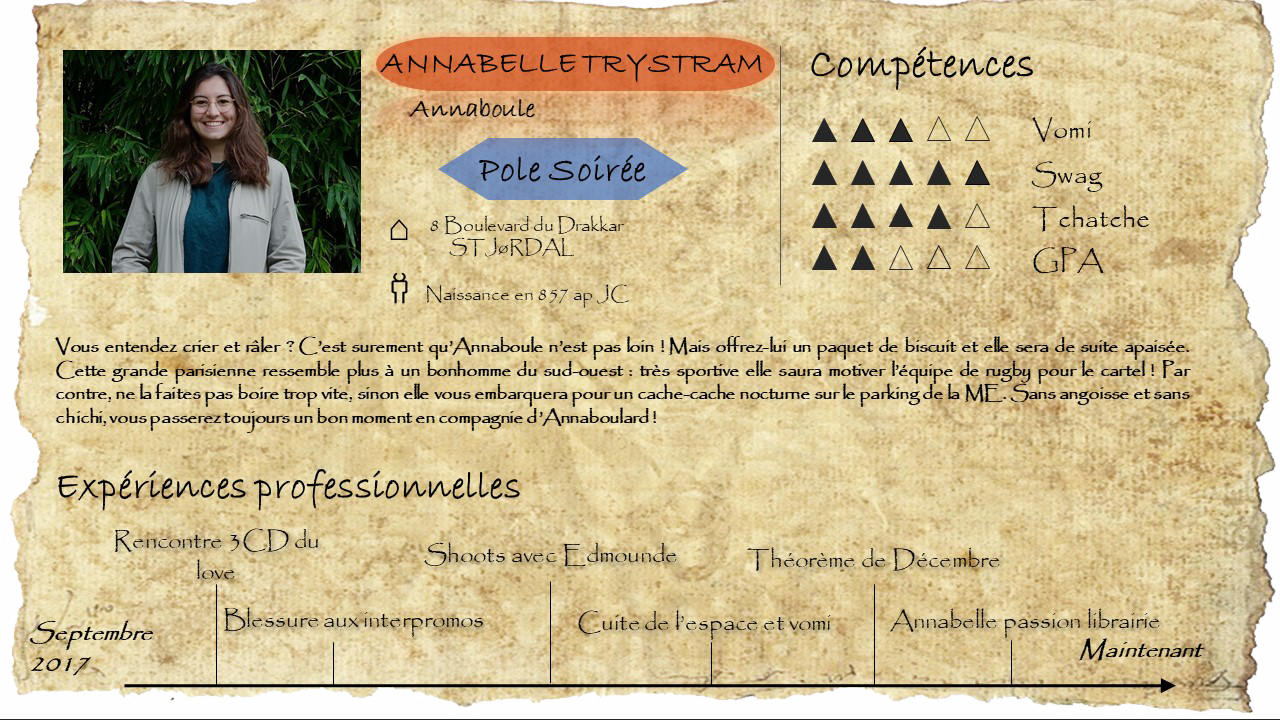 ANNABELLE TRYSTRAM
Annaboule
Pole Soirée
8 Boulevard du Drakkar
STJøRDAL
Naissance en 857 ap JC
Compétences
Vomi
Swag
Tchatche
GPA
Vous entendez crier et râler ? C'est surement qu'Annaboule n'est pas loin ! Mais offrez-lui un paquet de biscuit et elle sera de suite apaisée.
Cette grande parisienne ressemble plus à un bonhomme du sud-ouest : très sportive elle saura motiver l'équipe de rugby pour le cartel ! Par
contre, ne la faites pas boire trop vite, sinon elle vous embarquera pour un cache-cache nocturne sur le parking de la ME. Sans angoisse et sans
chichi, vous passerez toujours un bon moment en compagnie d'Annaboulard !
Expériences professionnelles
Rencontre 3CD du
love
Shoots avec Edmounde
Théorème de Décembre
Blessure aux interpromos
Cuite de l'espace et vomi
Annabelle passion librairie
Septembre
2017
Maintenant